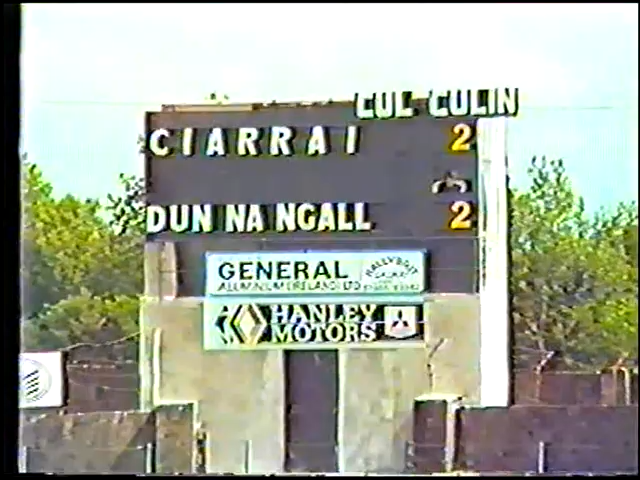 CUL CULIN
CIARRAI 2
DUN NA NGALL 2
GENERAL
ALUMINIUM (IRELAND) LTD
HANLEY
MOTORS